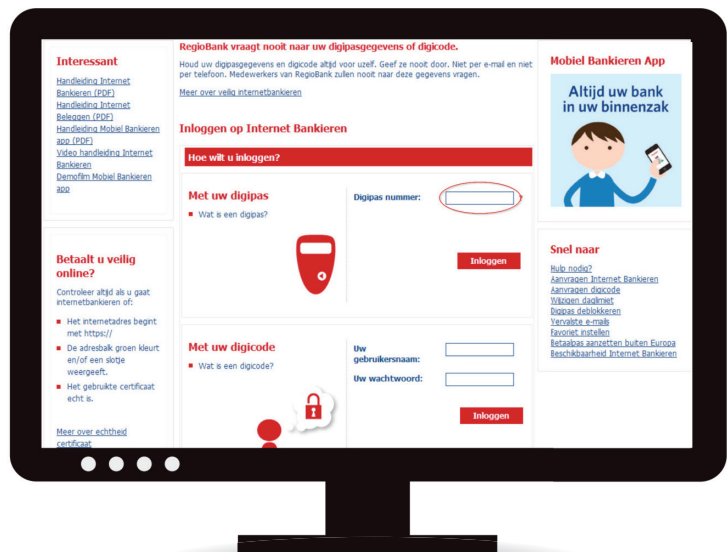 Interessant
Handleiding Internet
Bankieren (PDF)
Handleiding Internet
Beleggen (PDF)
Handleiding Mobiel Bankieren
app (PDF)
Video handleiding Internet
Bankieren
Demofilm Mobiel Bankieren
app
Betaalt u veilig
online?
Controleer altijd als u gaat
internetbankieren of:
Het internetadres begint
met https://
De adresbalk groen kleurt
en/of een slotje
weergeeft.
Het gebruikte certificaat
echt is.
Meer over echtheid
certificaat
RegioBank vraagt nooit naar uw digipasgegevens of digicode.
Houd uw digipasgegevens en digicode altijd voor uzelf. Geef ze nooit door. Niet per e-mail en niet
per telefoon. Medewerkers van RegioBank zullen nooit naar deze gegevens vragen.
Meer over veilig internetbankieren
Inloggen op Internet Bankieren
Hoe wilt u inloggen?
Met uw digipas
Wat is een digipas?
Digipas nummer:
Inloggen
Met uw digicode
Wat is een digicode?
Uw
gebruikersnaam:
Uw wachtwoord:
Inloggen
Mobiel Bankieren App
Altijd uw bank
in uw binnenzak
Snel naar
Hulp nodig?
Aanvragen Internet Bankieren
Aanvragen digicode
Wijzigen daglimiet
Digipas deblokkeren
Vervalste e-mails
Favoriet instellen
Betaalpas aanzetten buiten Europa
Beschikbaarheid Internet Bankieren